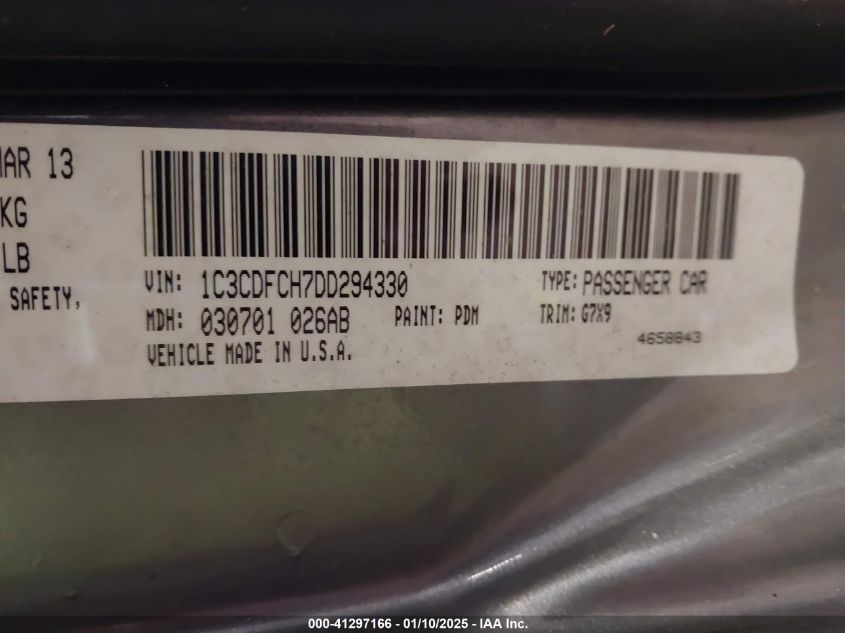 MAR 13
KG
LB
SAFETY,
VIN: 1C3CDFCH7DD294330 TYPE: PASSENGER CAR
MDH: 030701 026AB PAINT: PDM TRIM: G7X9
VEHICLE MADE IN U.S.A. 4658843
000-41297166 — 01/10/2025 — IAA Inc.